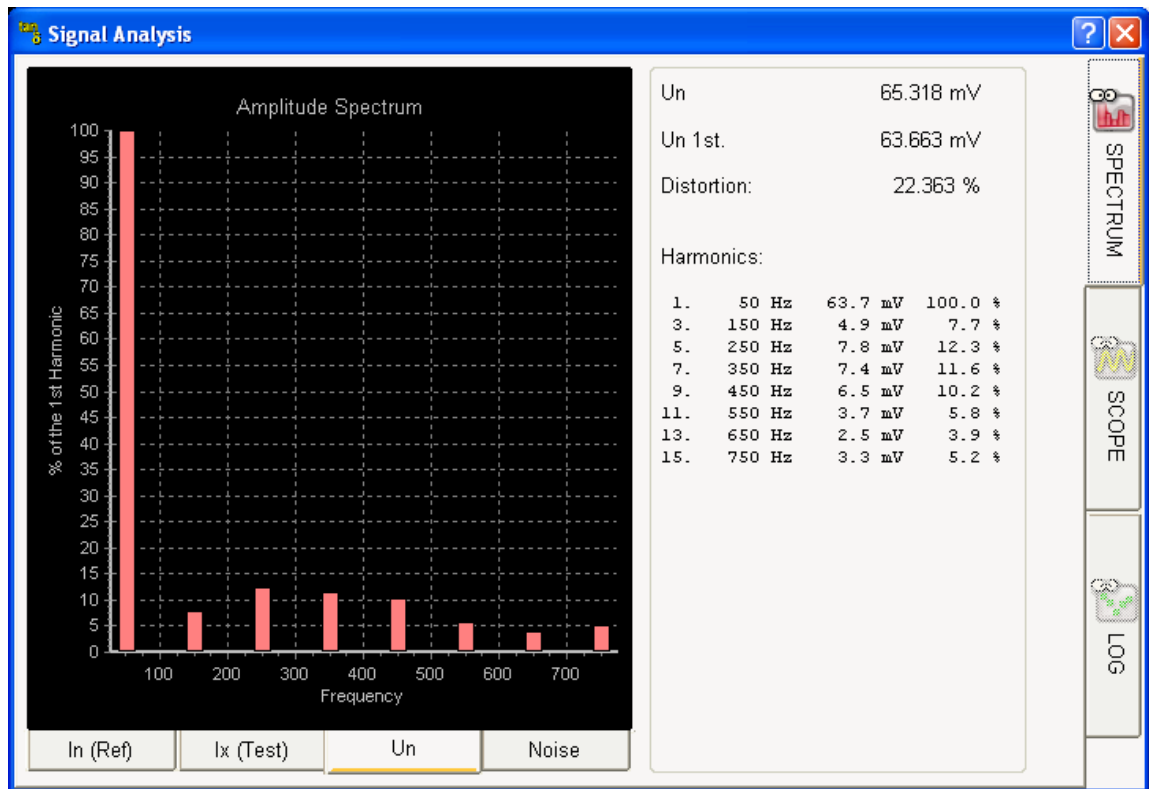 tan δ Signal Analysis
Amplitude Spectrum
% of the 1st Harmonic
100
95
90
85
80
75
70
65
60
55
50
45
40
35
30
25
20
15
10
5
0
100 200 300 400 500 600 700
Frequency
In (Ref) Ix (Test) Un Noise
Un 65.318 mV
Un 1st. 63.663 mV
Distortion: 22.363 %
Harmonics:
1. 50 Hz 63.7 mV 100.0 %
3. 150 Hz 4.9 mV 7.7 %
5. 250 Hz 7.8 mV 12.3 %
7. 350 Hz 7.4 mV 11.6 %
9. 450 Hz 6.5 mV 10.2 %
11. 550 Hz 3.7 mV 5.8 %
13. 650 Hz 2.5 mV 3.9 %
15. 750 Hz 3.3 mV 5.2 %
SPECTRUM
SCOPE
LOG